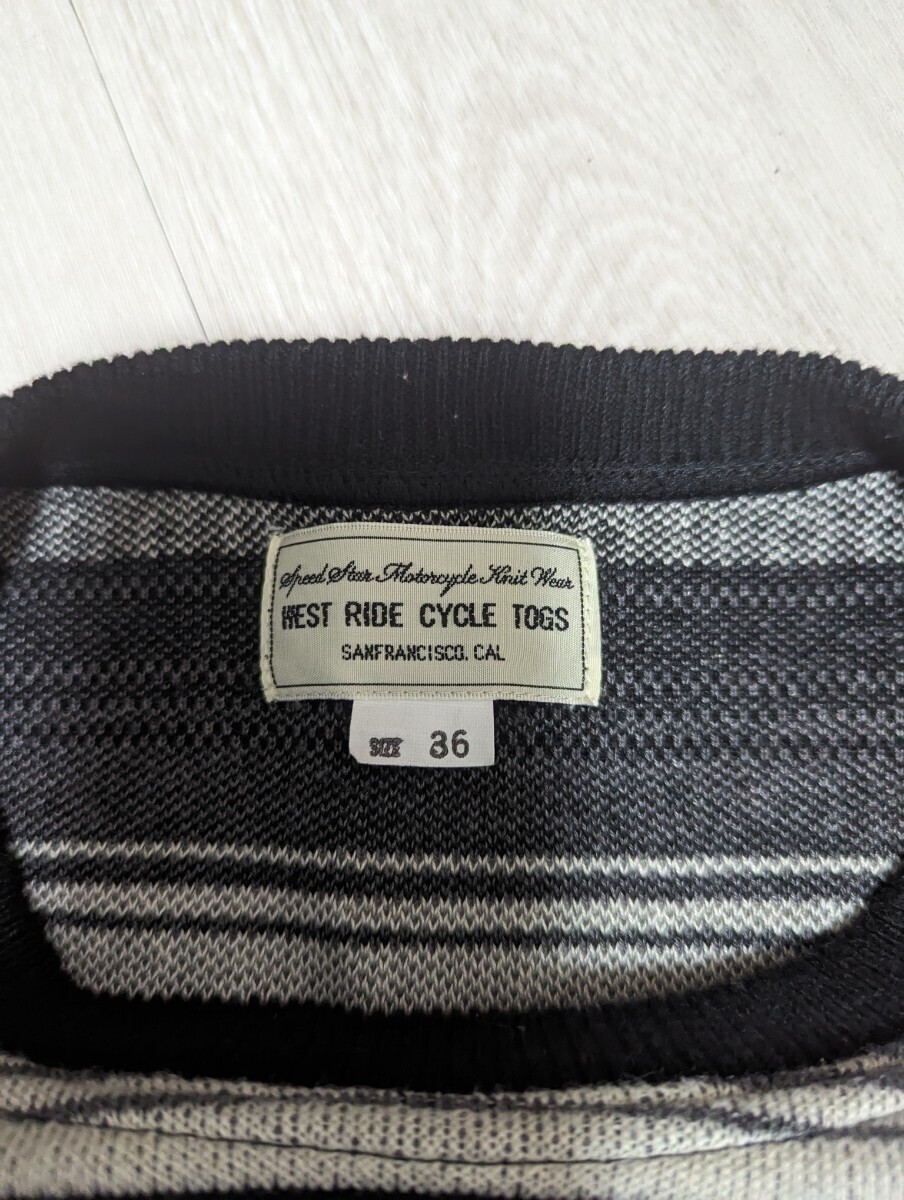 Speed Star Motorcycle Knit Wear
WEST RIDE CYCLE TOGS
SANFRANCISCO. CAL
SIZE 36